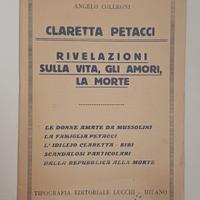 ANGELO COLLEONI
CLARETTA PETACCI
RIVELAZIONI
SULLA VITA, GLI AMORI,
LA MORTE
LE DONNE AMATE DA MUSSOLINI
LA FAMIGLIA PETACCI
L'IDILLIO CLARETTA - BIBI
SCANDALOSI PARTICOLARI
DALLA REPUBBLICA ALLA MORTE
TIPOGRAFIA EDITORIALE LUCCHI - MILANO